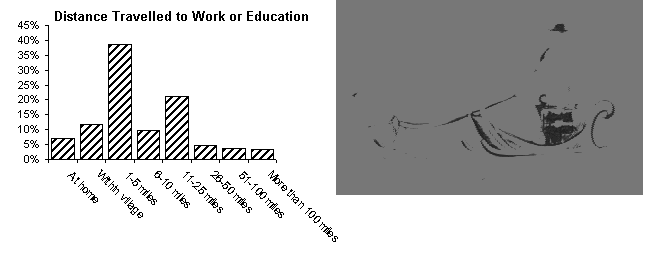 Distance Travelled to Work or Education
45%
40%
35%
30%
25%
20%
15%
10%
5%
0%
At home
Within village
1-5 miles
6-10 miles
11-25 miles
26-50 miles
51-100 miles
More than 100 miles